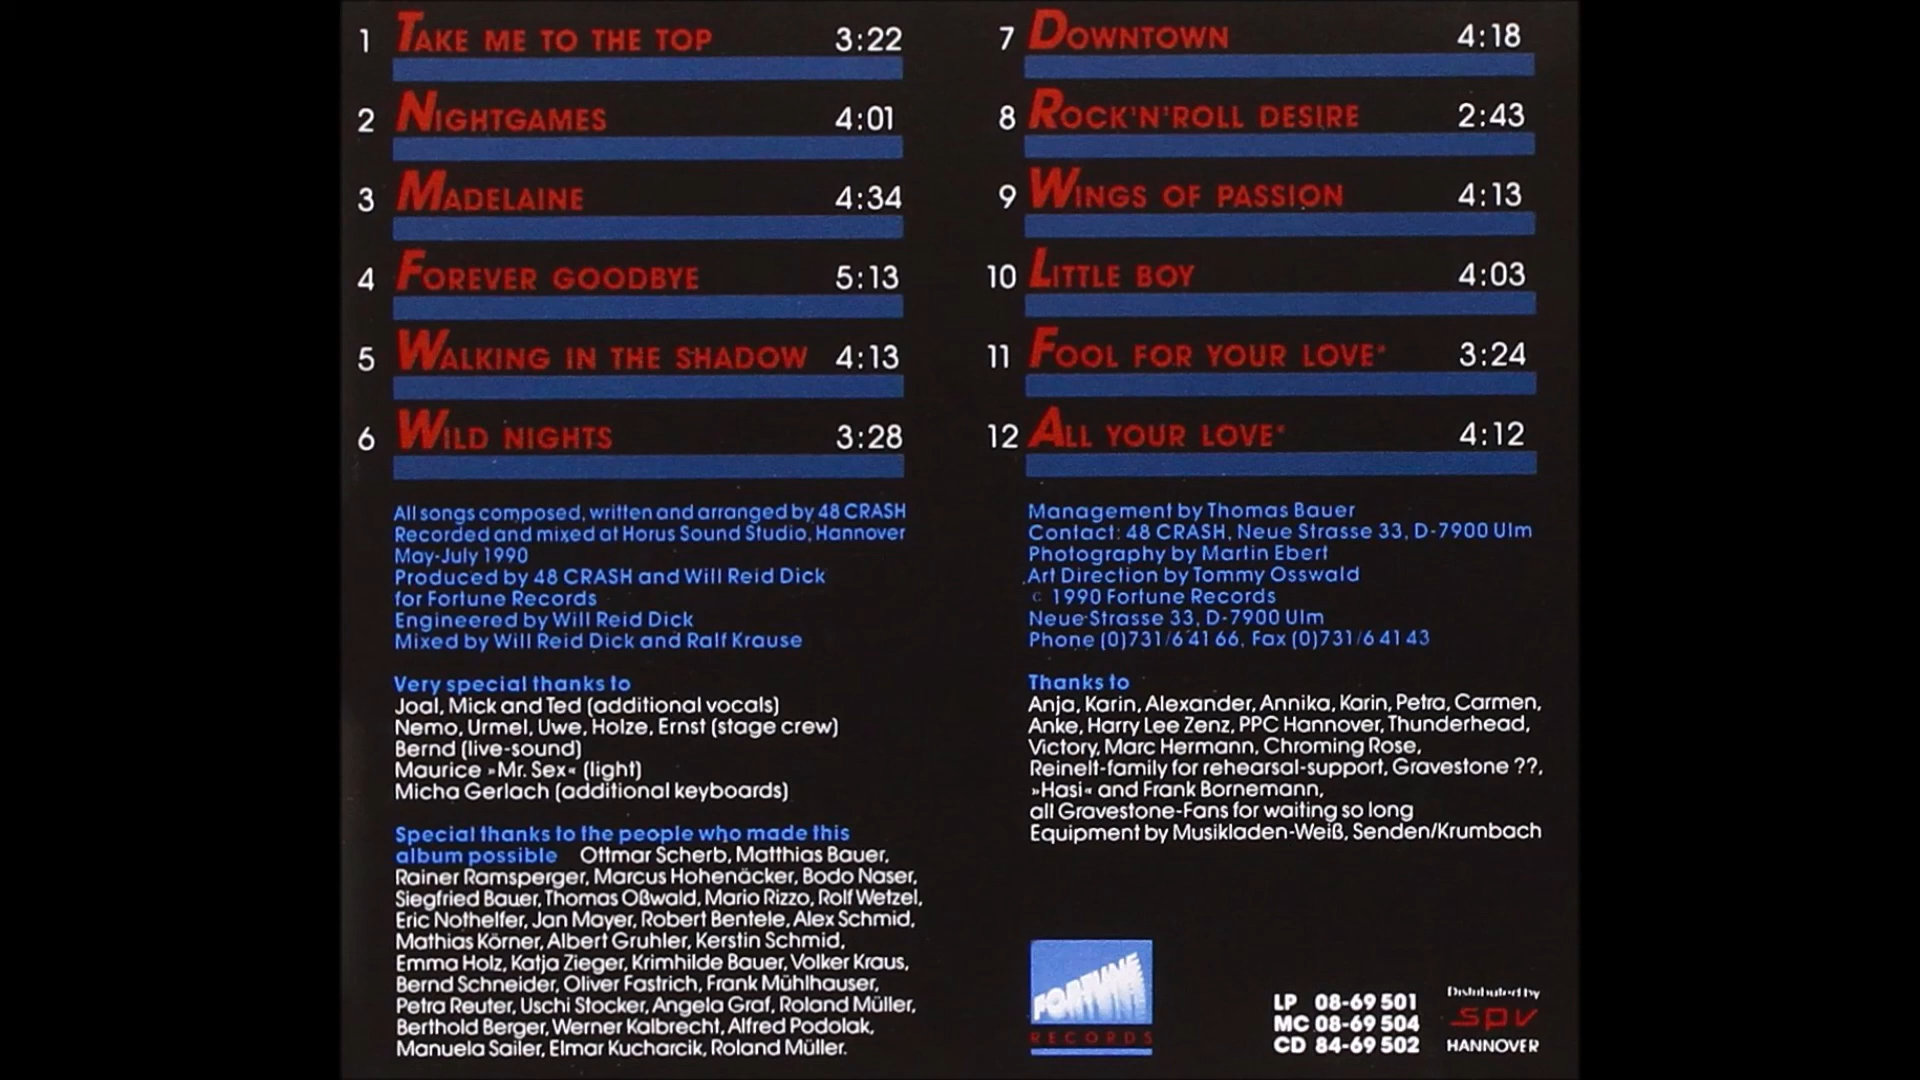 1 TAKE ME TO THE TOP 3:22
2 NIGHTGAMES 4:01
3 MADELAINE 4:34
4 FOREVER GOODBYE 5:13
5 WALKING IN THE SHADOW 4:13
6 WILD NIGHTS 3:28
7 DOWNTOWN 4:18
8 ROCK'N'ROLL DESIRE 2:43
9 WINGS OF PASSION 4:13
10 LITTLE BOY 4:03
11 FOOL FOR YOUR LOVE* 3:24
12 ALL YOUR LOVE* 4:12
All songs composed, written and arranged by 48 CRASH
Recorded and mixed at Horus Sound Studio, Hannover
May-July 1990
Produced by 48 CRASH and Will Reid Dick
for Fortune Records
Engineered by Will Reid Dick
Mixed by Will Reid Dick and Ralf Krause
Very special thanks to
Joal, Mick and Ted (additional vocals)
Nemo, Urmel, Uwe, Holze, Ernst (stage crew)
Bernd (live-sound)
Maurice »Mr. Sex« (light)
Micha Gerlach (additional keyboards)
Special thanks to the people who made this
album possible Ottmar Scherb, Matthias Bauer,
Rainer Ramsperger, Marcus Hohenäcker, Bodo Naser,
Siegfried Bauer, Thomas Oßwald, Mario Rizzo, Rolf Wetzel,
Eric Nothelfer, Jan Mayer, Robert Bentele, Alex Schmid,
Mathias Körner, Albert Gruhler, Kerstin Schmid,
Emma Holz, Katja Zieger, Krimhilde Bauer, Volker Kraus,
Bernd Schneider, Oliver Fastrich, Frank Mühlhauser,
Petra Reuter, Uschi Stocker, Angela Graf, Roland Müller,
Berthold Berger, Werner Kalbrecht, Alfred Podolak,
Manuela Sailer, Elmar Kucharcik, Roland Müller.
Management by Thomas Bauer
Contact: 48 CRASH, Neue Strasse 33, D-7900 Ulm
Photography by Martin Ebert
Art Direction by Tommy Osswald
© 1990 Fortune Records
Neue Strasse 33, D-7900 Ulm
Phone (0)731/6 41 66, Fax (0)731/6 41 43
Thanks to
Anja, Karin, Alexander, Annika, Karin, Petra, Carmen,
Anke, Harry Lee Zenz, PPC Hannover, Thunderhead,
Victory, Marc Hermann, Chroming Rose,
Reinelt-family for rehearsal-support, Gravestone ??,
»Hasi« and Frank Bornemann,
all Gravestone-Fans for waiting so long
Equipment by Musikladen-Weiß, Senden/Krumbach
FORTUNE
RECORDS
LP 08-69 501
MC 08-69 504
CD 84-69 502
Distributed by
SPV
HANNOVER